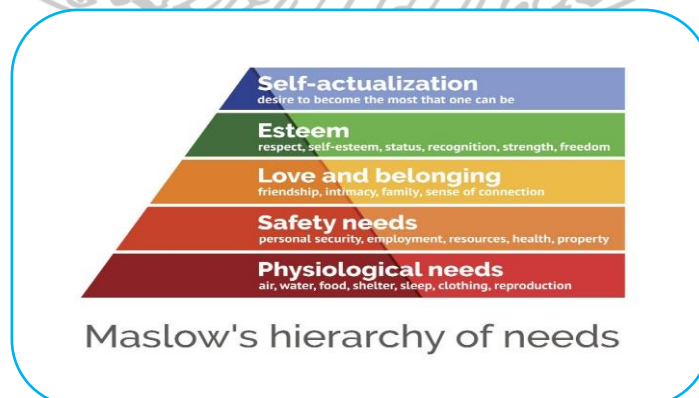 Self-actualization
desire to become the most that one can be
Esteem
respect, self-esteem, status, recognition, strength, freedom
Love and belonging
friendship, intimacy, family, sense of connection
Safety needs
personal security, employment, resources, health, property
Physiological needs
air, water, food, shelter, sleep, clothing, reproduction
Maslow's hierarchy of needs